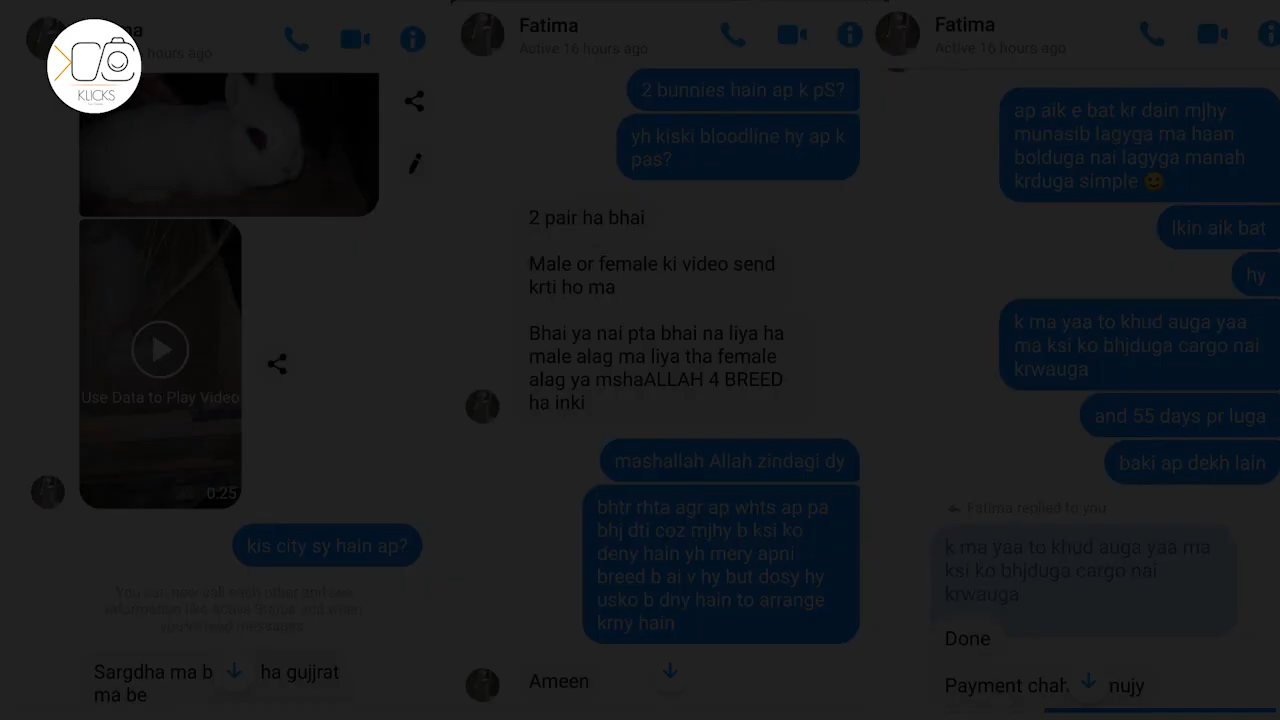 KLICKS
hours ago
Use Data to Play Video
0:25
kis city sy hain ap?
You can now call each other and see
information like Active Status and when
you've read messages.
Sargdha ma b ha gujjrat
ma be
Fatima
Active 16 hours ago
2 bunnies hain ap k pS?
yh kiski bloodline hy ap k
pas?
2 pair ha bhai
Male or female ki video send
krti ho ma
Bhai ya nai pta bhai na liya ha
male alag ma liya tha female
alag ya mshaALLAH 4 BREED
ha inki
mashallah Allah zindagi dy
bhtr rhta agr ap whts ap pa
bhj dti coz mjhy b ksi ko
deny hain yh mery apni
breed b ai v hy but dosy hy
usko b dny hain to arrange
krny hain
Ameen
Fatima
Active 16 hours ago
ap aik e bat kr dain mjhy
munasib lagyga ma haan
bolduga nai lagyga manah
krduga simple 😉
lkin aik bat
hy
k ma yaa to khud auga yaa
ma ksi ko bhjduga cargo nai
krwauga
and 55 days pr luga
baki ap dekh lain
Fatima replied to you
k ma yaa to khud auga yaa ma
ksi ko bhjduga cargo nai
krwauga
Done
Payment cha nujy